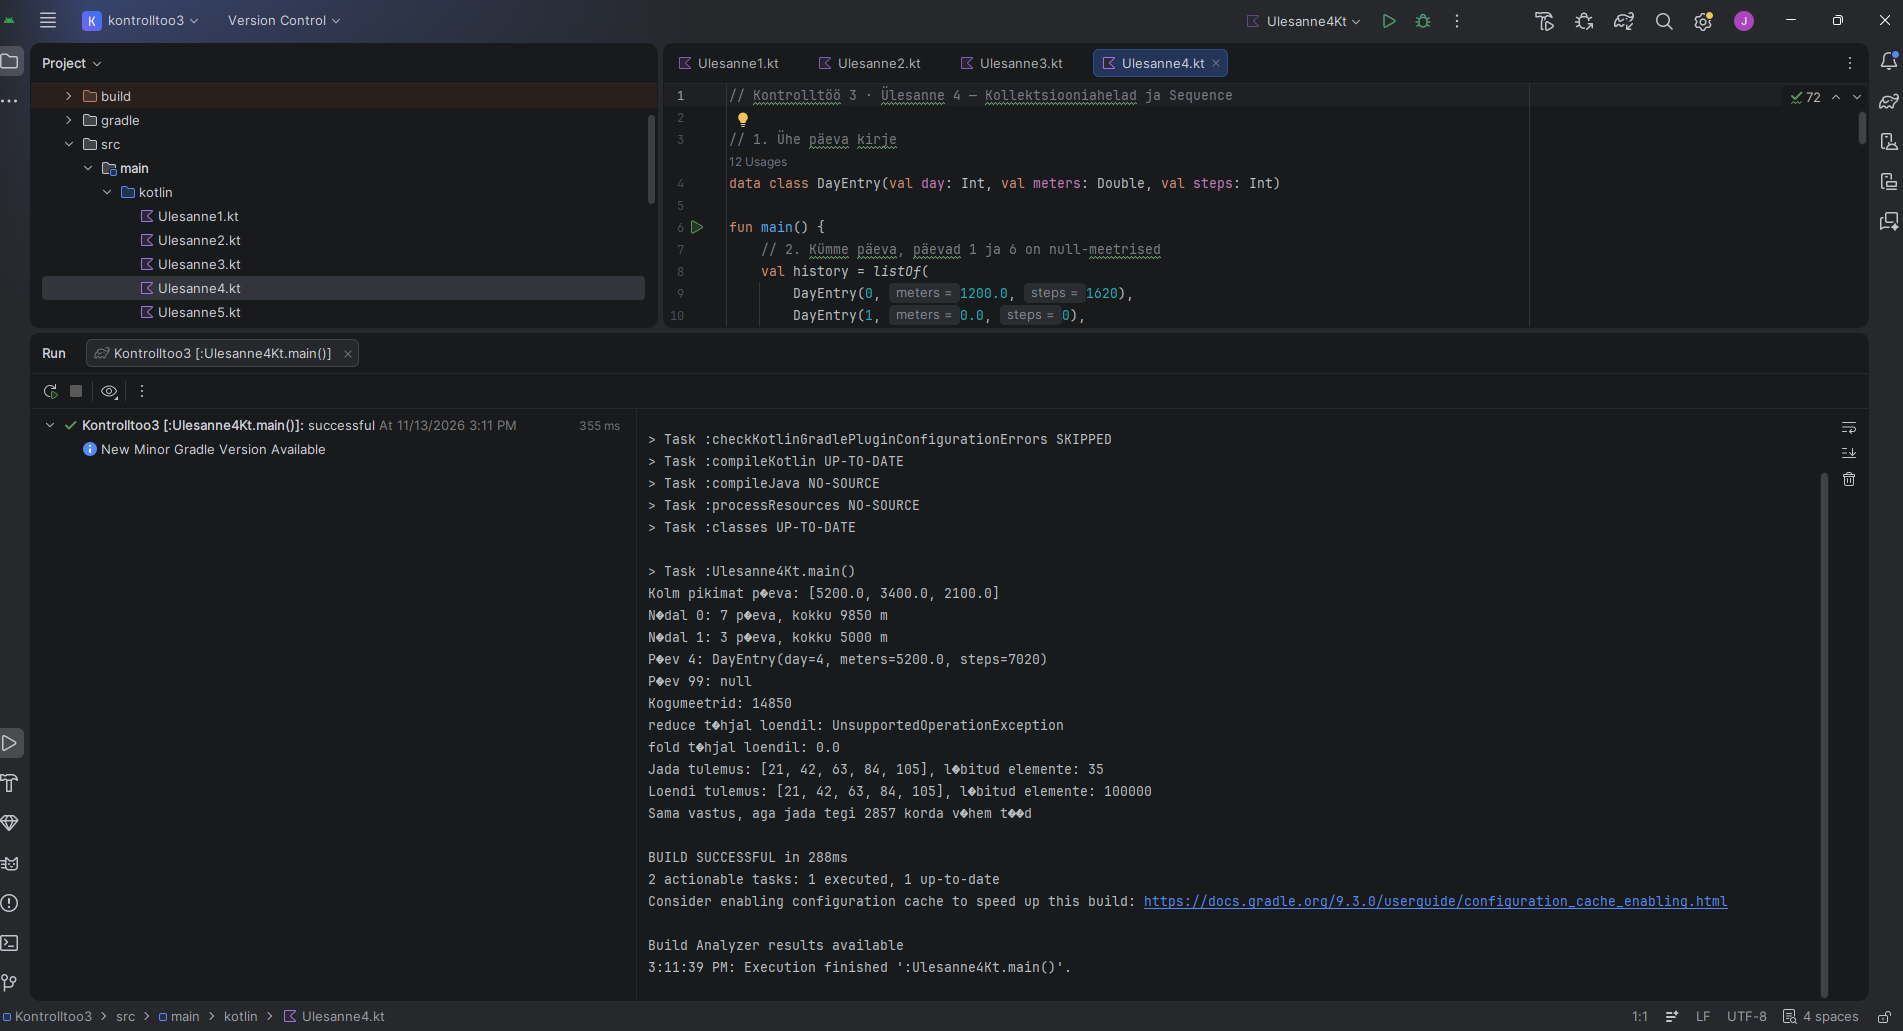 K kontrolltoo3 Version Control Ulesanne4Kt J
Project
build
gradle
src
main
kotlin
Ulesanne1.kt
Ulesanne2.kt
Ulesanne3.kt
Ulesanne4.kt
Ulesanne5.kt
Ulesanne1.kt Ulesanne2.kt Ulesanne3.kt Ulesanne4.kt
1 // Kontrolltöö 3 · Ülesanne 4 — Kollektsiooniahelad ja Sequence
72
2
3 // 1. Ühe päeva kirje
12 Usages
4 data class DayEntry(val day: Int, val meters: Double, val steps: Int)
5
6 fun main() {
7 // 2. Kümme päeva, päevad 1 ja 6 on null-meetrised
8 val history = listOf(
9 DayEntry(0, meters = 1200.0, steps = 1620),
10 DayEntry(1, meters = 0.0, steps = 0),
Run Kontrolltoo3 [:Ulesanne4Kt.main()]
Kontrolltoo3 [:Ulesanne4Kt.main()]: successful At 11/13/2026 3:11 PM 355 ms
New Minor Gradle Version Available
> Task :checkKotlinGradlePluginConfigurationErrors SKIPPED
> Task :compileKotlin UP-TO-DATE
> Task :compileJava NO-SOURCE
> Task :processResources NO-SOURCE
> Task :classes UP-TO-DATE
> Task :Ulesanne4Kt.main()
Kolm pikimat p�eva: [5200.0, 3400.0, 2100.0]
N�dal 0: 7 p�eva, kokku 9850 m
N�dal 1: 3 p�eva, kokku 5000 m
P�ev 4: DayEntry(day=4, meters=5200.0, steps=7020)
P�ev 99: null
Kogumeetrid: 14850
reduce t�hjal loendil: UnsupportedOperationException
fold t�hjal loendil: 0.0
Jada tulemus: [21, 42, 63, 84, 105], l�bitud elemente: 35
Loendi tulemus: [21, 42, 63, 84, 105], l�bitud elemente: 100000
Sama vastus, aga jada tegi 2857 korda v�hem t��d
BUILD SUCCESSFUL in 288ms
2 actionable tasks: 1 executed, 1 up-to-date
Consider enabling configuration cache to speed up this build: https://docs.gradle.org/9.3.0/userguide/configuration_cache_enabling.html
Build Analyzer results available
3:11:39 PM: Execution finished ':Ulesanne4Kt.main()'.
Kontrolltoo3 > src > main > kotlin > Ulesanne4.kt 1:1 LF UTF-8 4 spaces